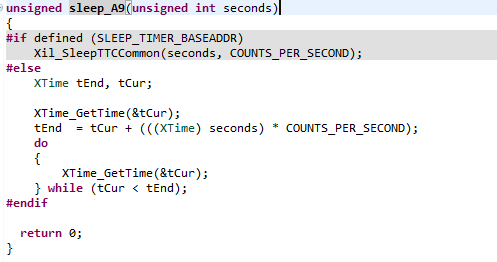 unsigned sleep_A9(unsigned int seconds)
{
#if defined (SLEEP_TIMER_BASEADDR)
    Xil_SleepTTCCommon(seconds, COUNTS_PER_SECOND);
#else
    XTime tEnd, tCur;

    XTime_GetTime(&tCur);
    tEnd  = tCur + (((XTime) seconds) * COUNTS_PER_SECOND);
    do
    {
        XTime_GetTime(&tCur);
    } while (tCur < tEnd);
#endif

  return 0;
}